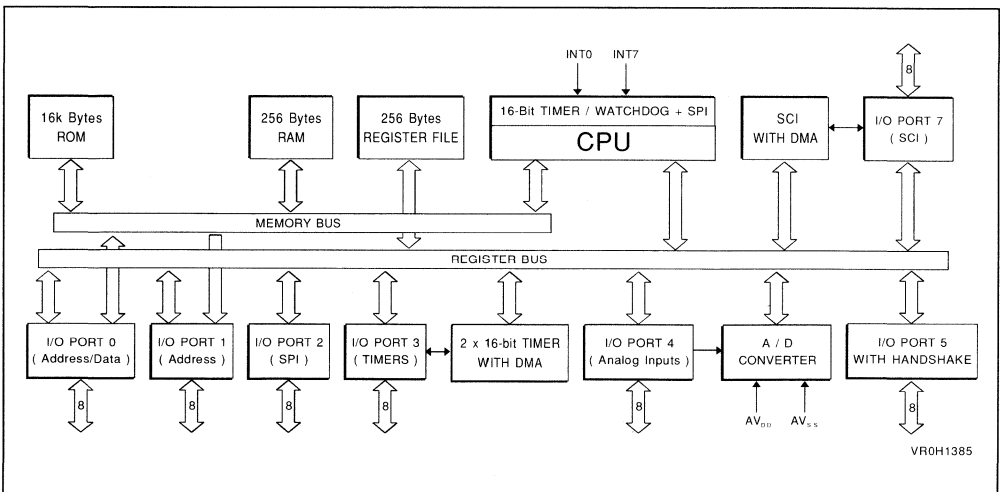 INT0 INT7
8
16k Bytes
ROM
256 Bytes
RAM
256 Bytes
REGISTER FILE
16-Bit TIMER / WATCHDOG + SPI
CPU
SCI
WITH DMA
I/O PORT 7
( SCI )
MEMORY BUS
REGISTER BUS
I/O PORT 0
( Address/Data )
I/O PORT 1
( Address )
I/O PORT 2
( SPI )
I/O PORT 3
( TIMERS )
2 x 16-bit TIMER
WITH DMA
I/O PORT 4
( Analog Inputs )
A / D
CONVERTER
I/O PORT 5
WITH HANDSHAKE
8 8 8 8 8 8
AVDD AVSS
VR0H1385